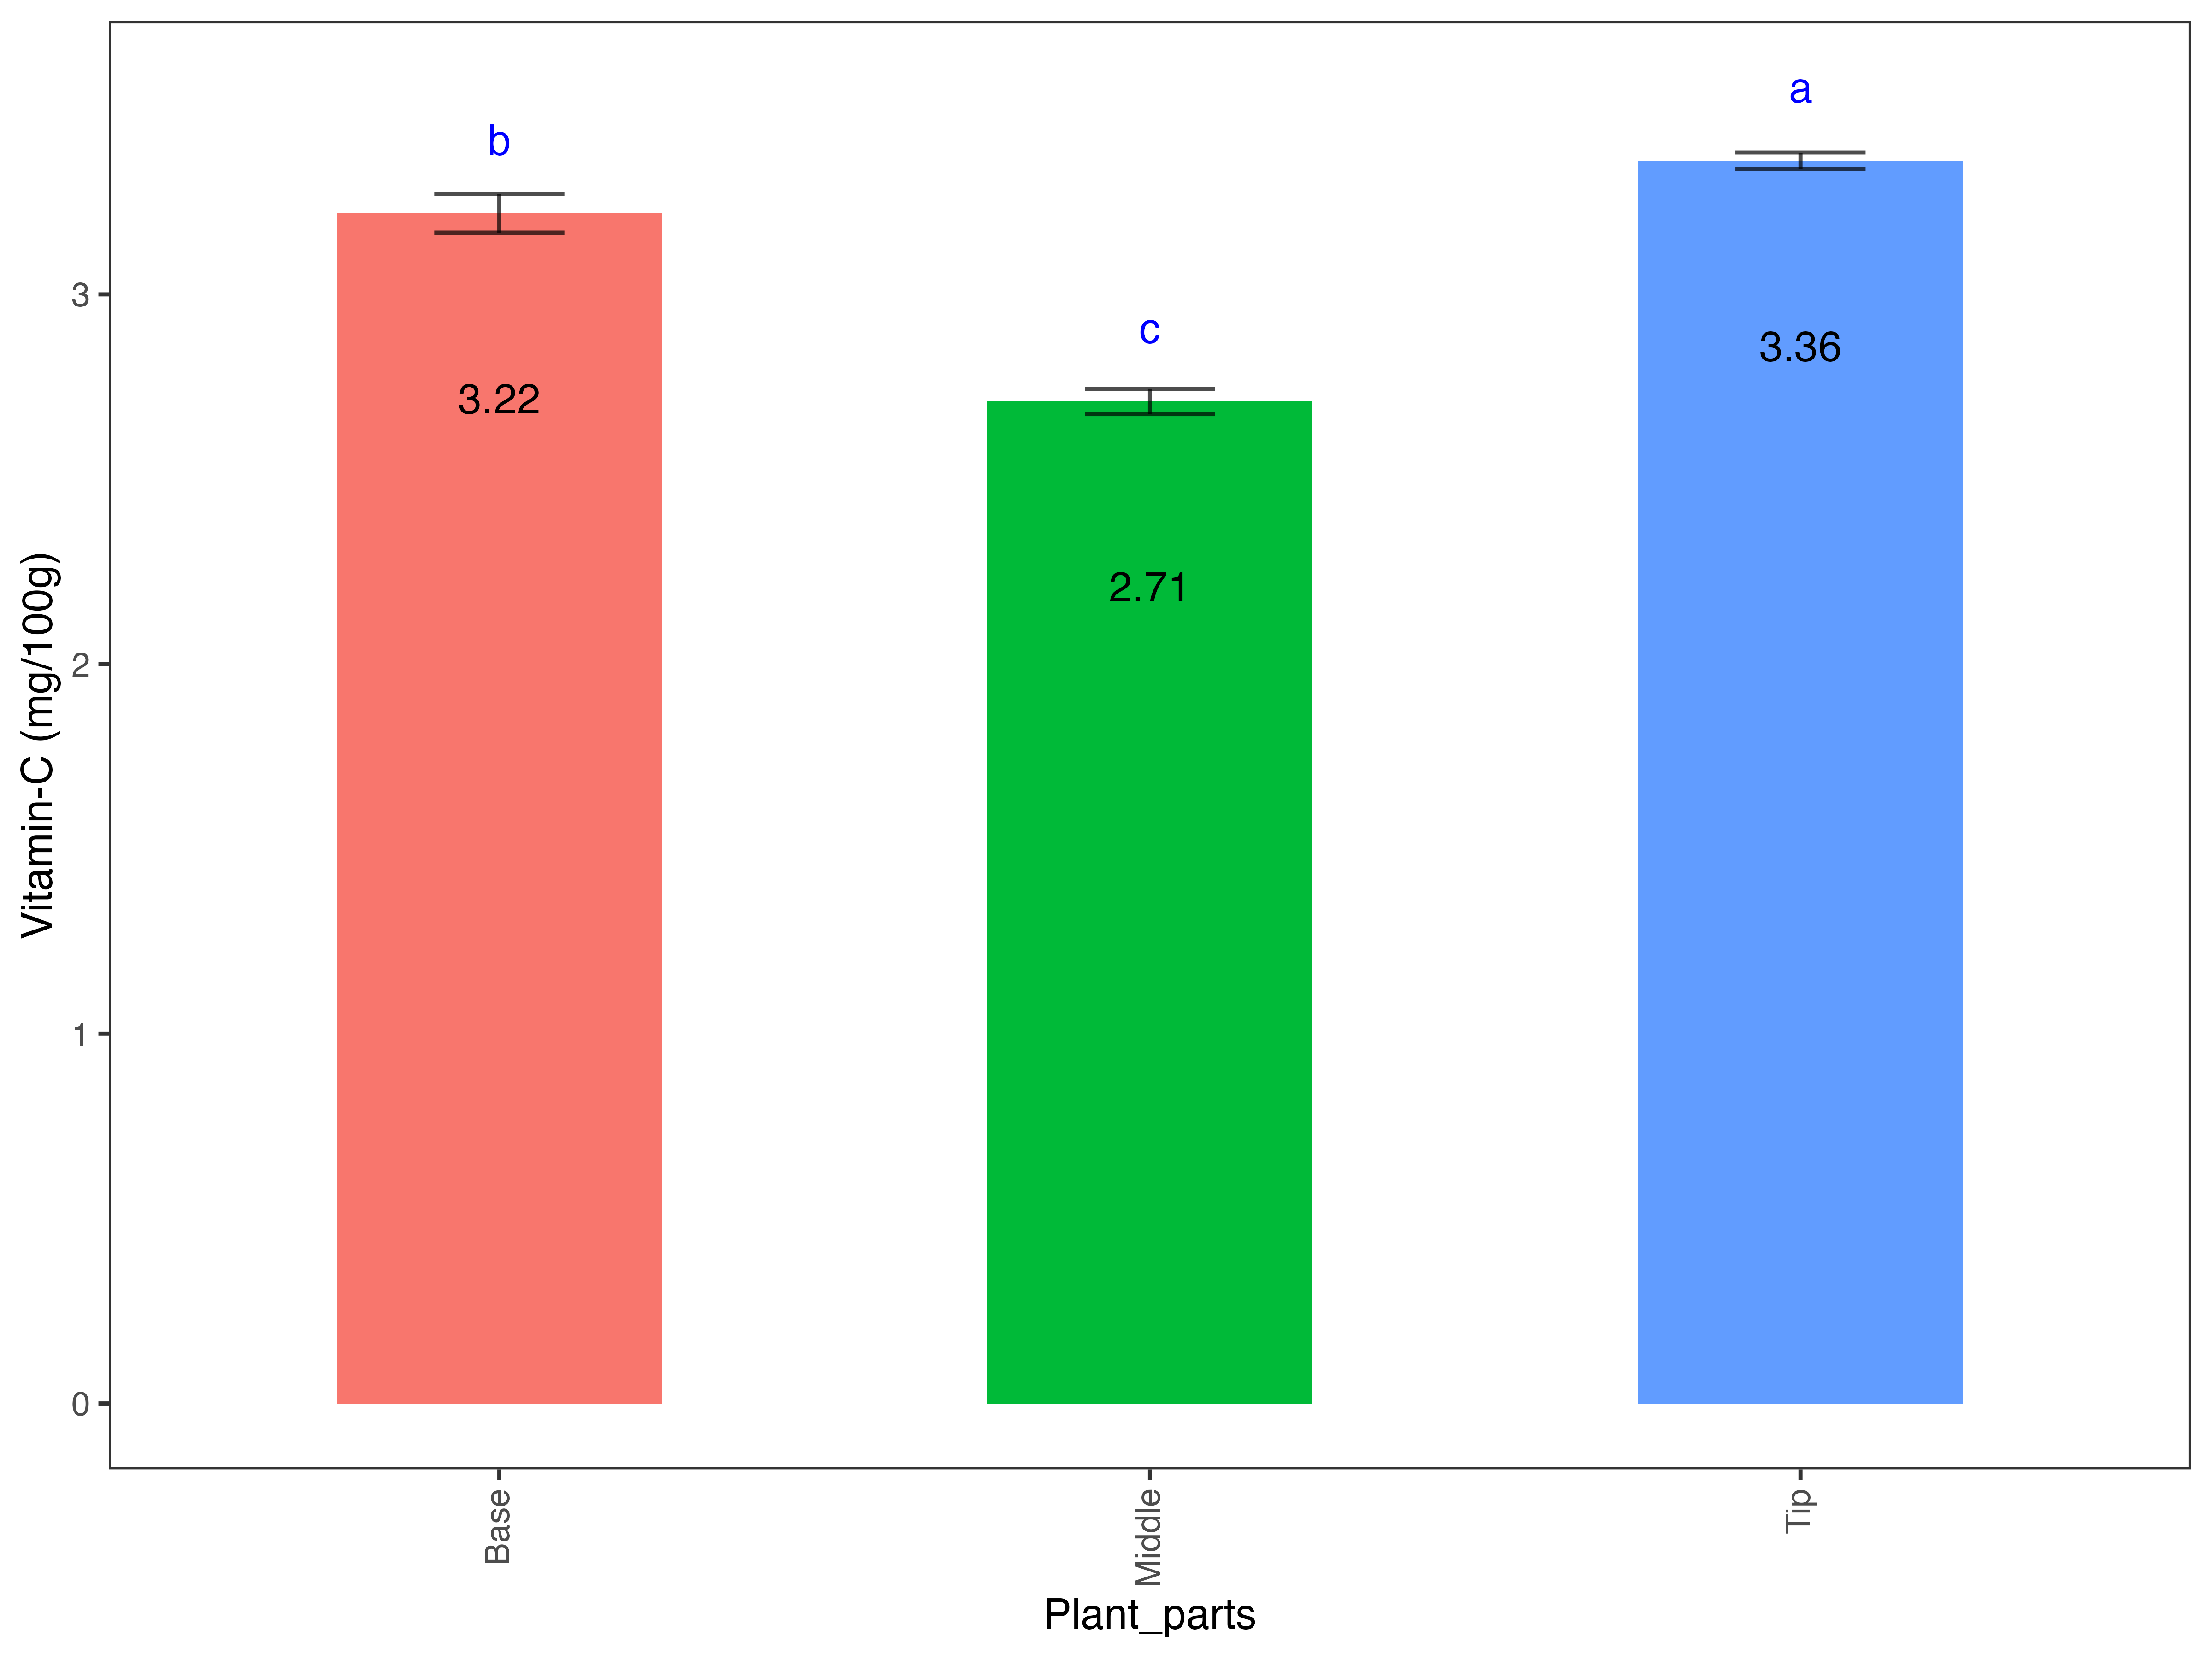 a
b
c
3.36
3.22
2.71
Vitamin-C (mg/100g)
3
2
1
0
Base
Middle
Tip
Plant_parts